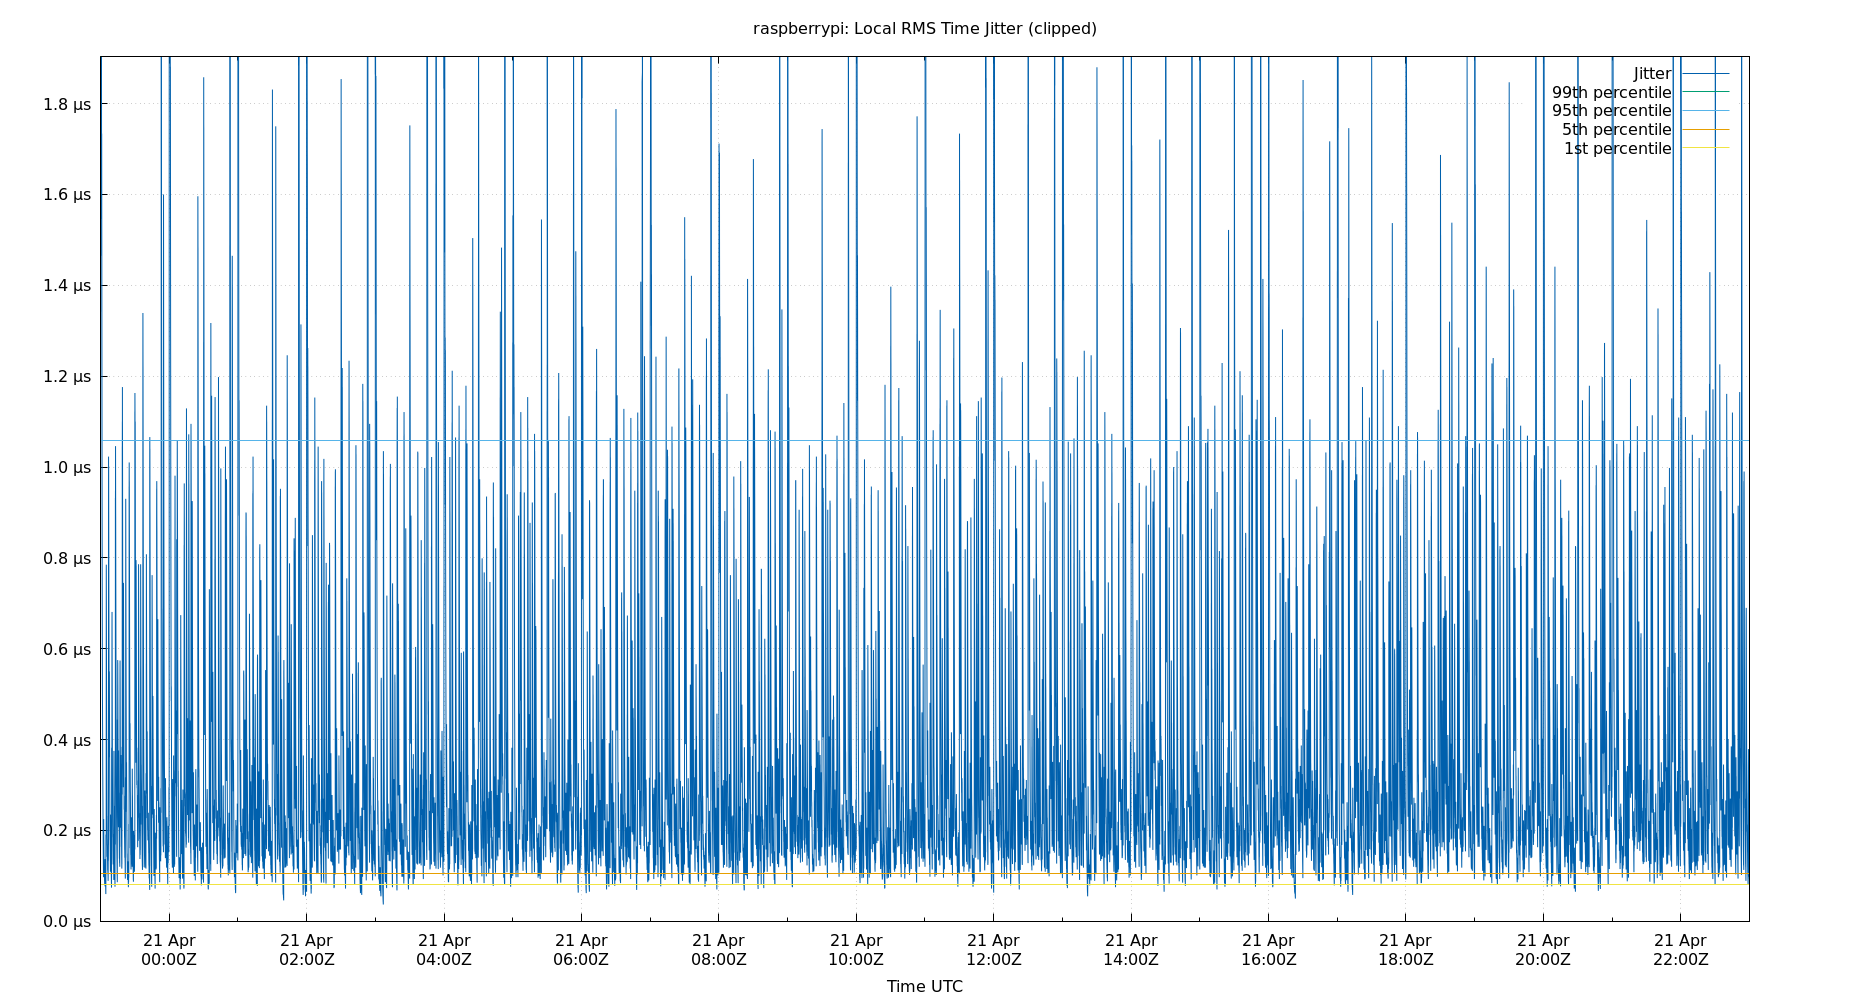 raspberrypi: Local RMS Time Jitter (clipped)
Jitter
99th percentile
95th percentile
5th percentile
1st percentile
1.8 µs
1.6 µs
1.4 µs
1.2 µs
1.0 µs
0.8 µs
0.6 µs
0.4 µs
0.2 µs
0.0 µs
21 Apr 21 Apr 21 Apr 21 Apr 21 Apr 21 Apr 21 Apr 21 Apr 21 Apr 21 Apr 21 Apr 21 Apr
00:00Z 02:00Z 04:00Z 06:00Z 08:00Z 10:00Z 12:00Z 14:00Z 16:00Z 18:00Z 20:00Z 22:00Z
Time UTC